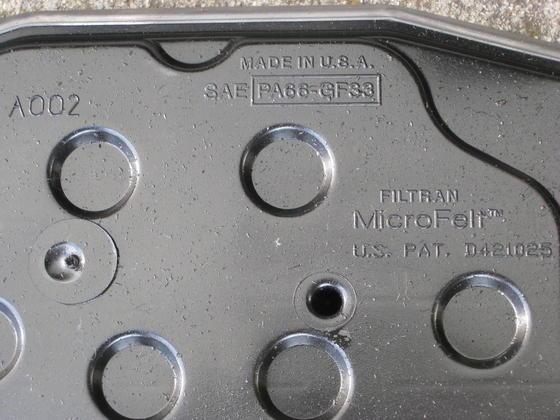 MADE IN U.S.A.
SAE PA66-GF33
A002
FILTRAN
MicroFelt™
U.S. PAT. D421025